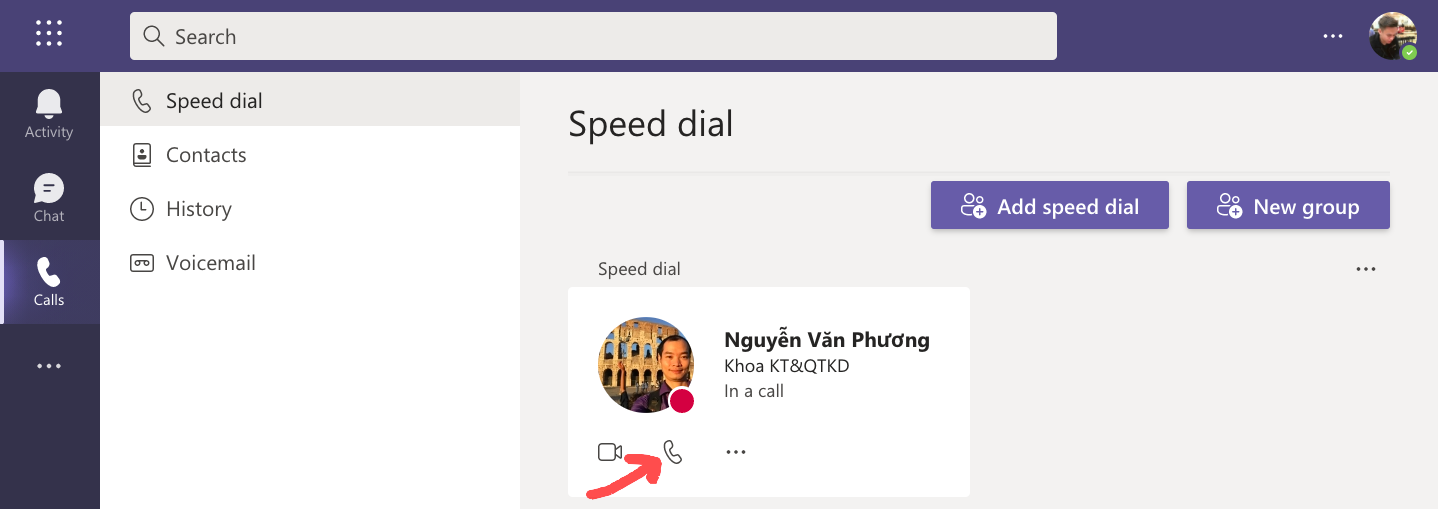 Search
Activity
Chat
Calls
Speed dial
Contacts
History
Voicemail
Speed dial
Add speed dial
New group
Speed dial
Nguyễn Văn Phương
Khoa KT&QTKD
In a call